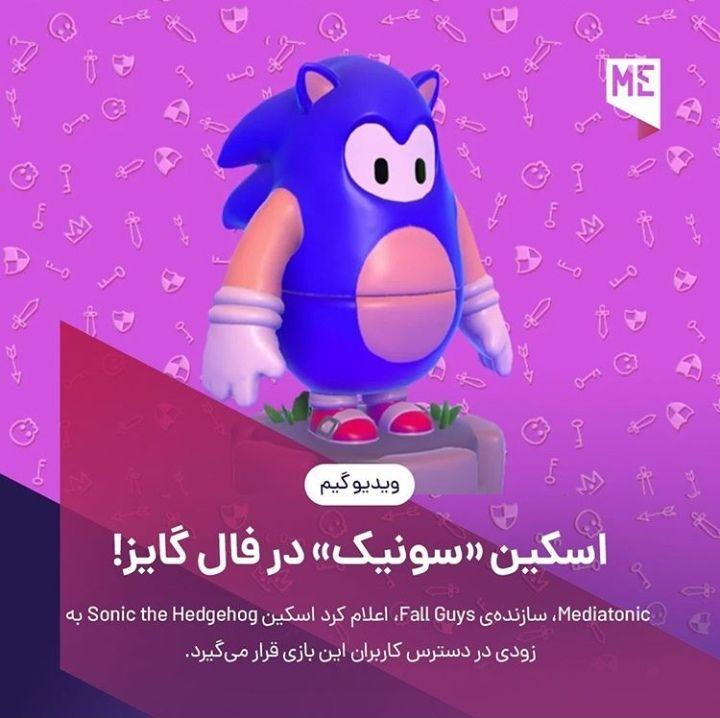 ME
ویدیو گیم
اسکین «سونیک» در فال گایز!
Mediatonic، سازنده‌ی Fall Guys، اعلام کرد اسکین Sonic the Hedgehog به
زودی در دسترس کاربران این بازی قرار می‌گیرد.